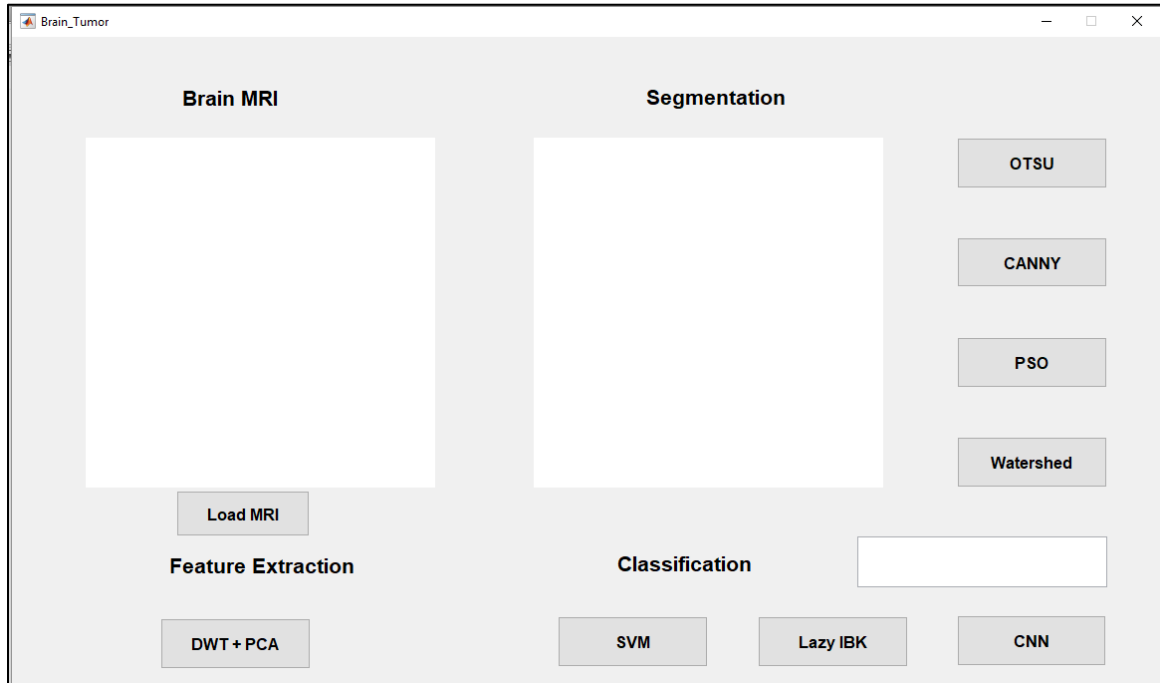 Brain_Tumor
Brain MRI
Segmentation
OTSU
CANNY
PSO
Watershed
Load MRI
Feature Extraction
Classification
DWT + PCA
SVM
Lazy IBK
CNN